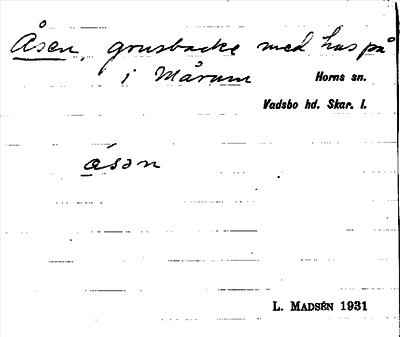 Åsen, grusbacke med hus på
i Mårum
Horns sn.
Vadsbo hd. Skar. l.
åsən
L. MADSÉN 1931